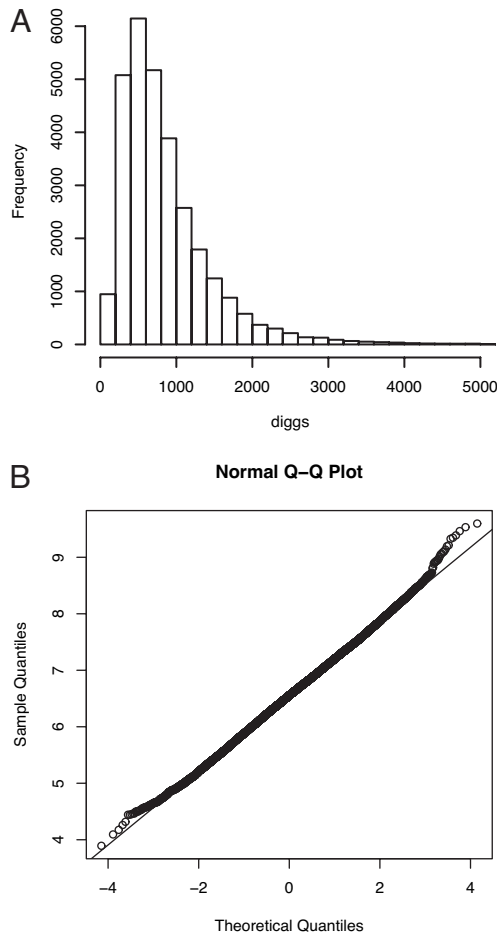 A
6000
5000
4000
3000
2000
1000
0
Frequency
0 1000 2000 3000 4000 5000
diggs
B
Normal Q−Q Plot
9
8
7
6
5
4
Sample Quantiles
−4 −2 0 2 4
Theoretical Quantiles